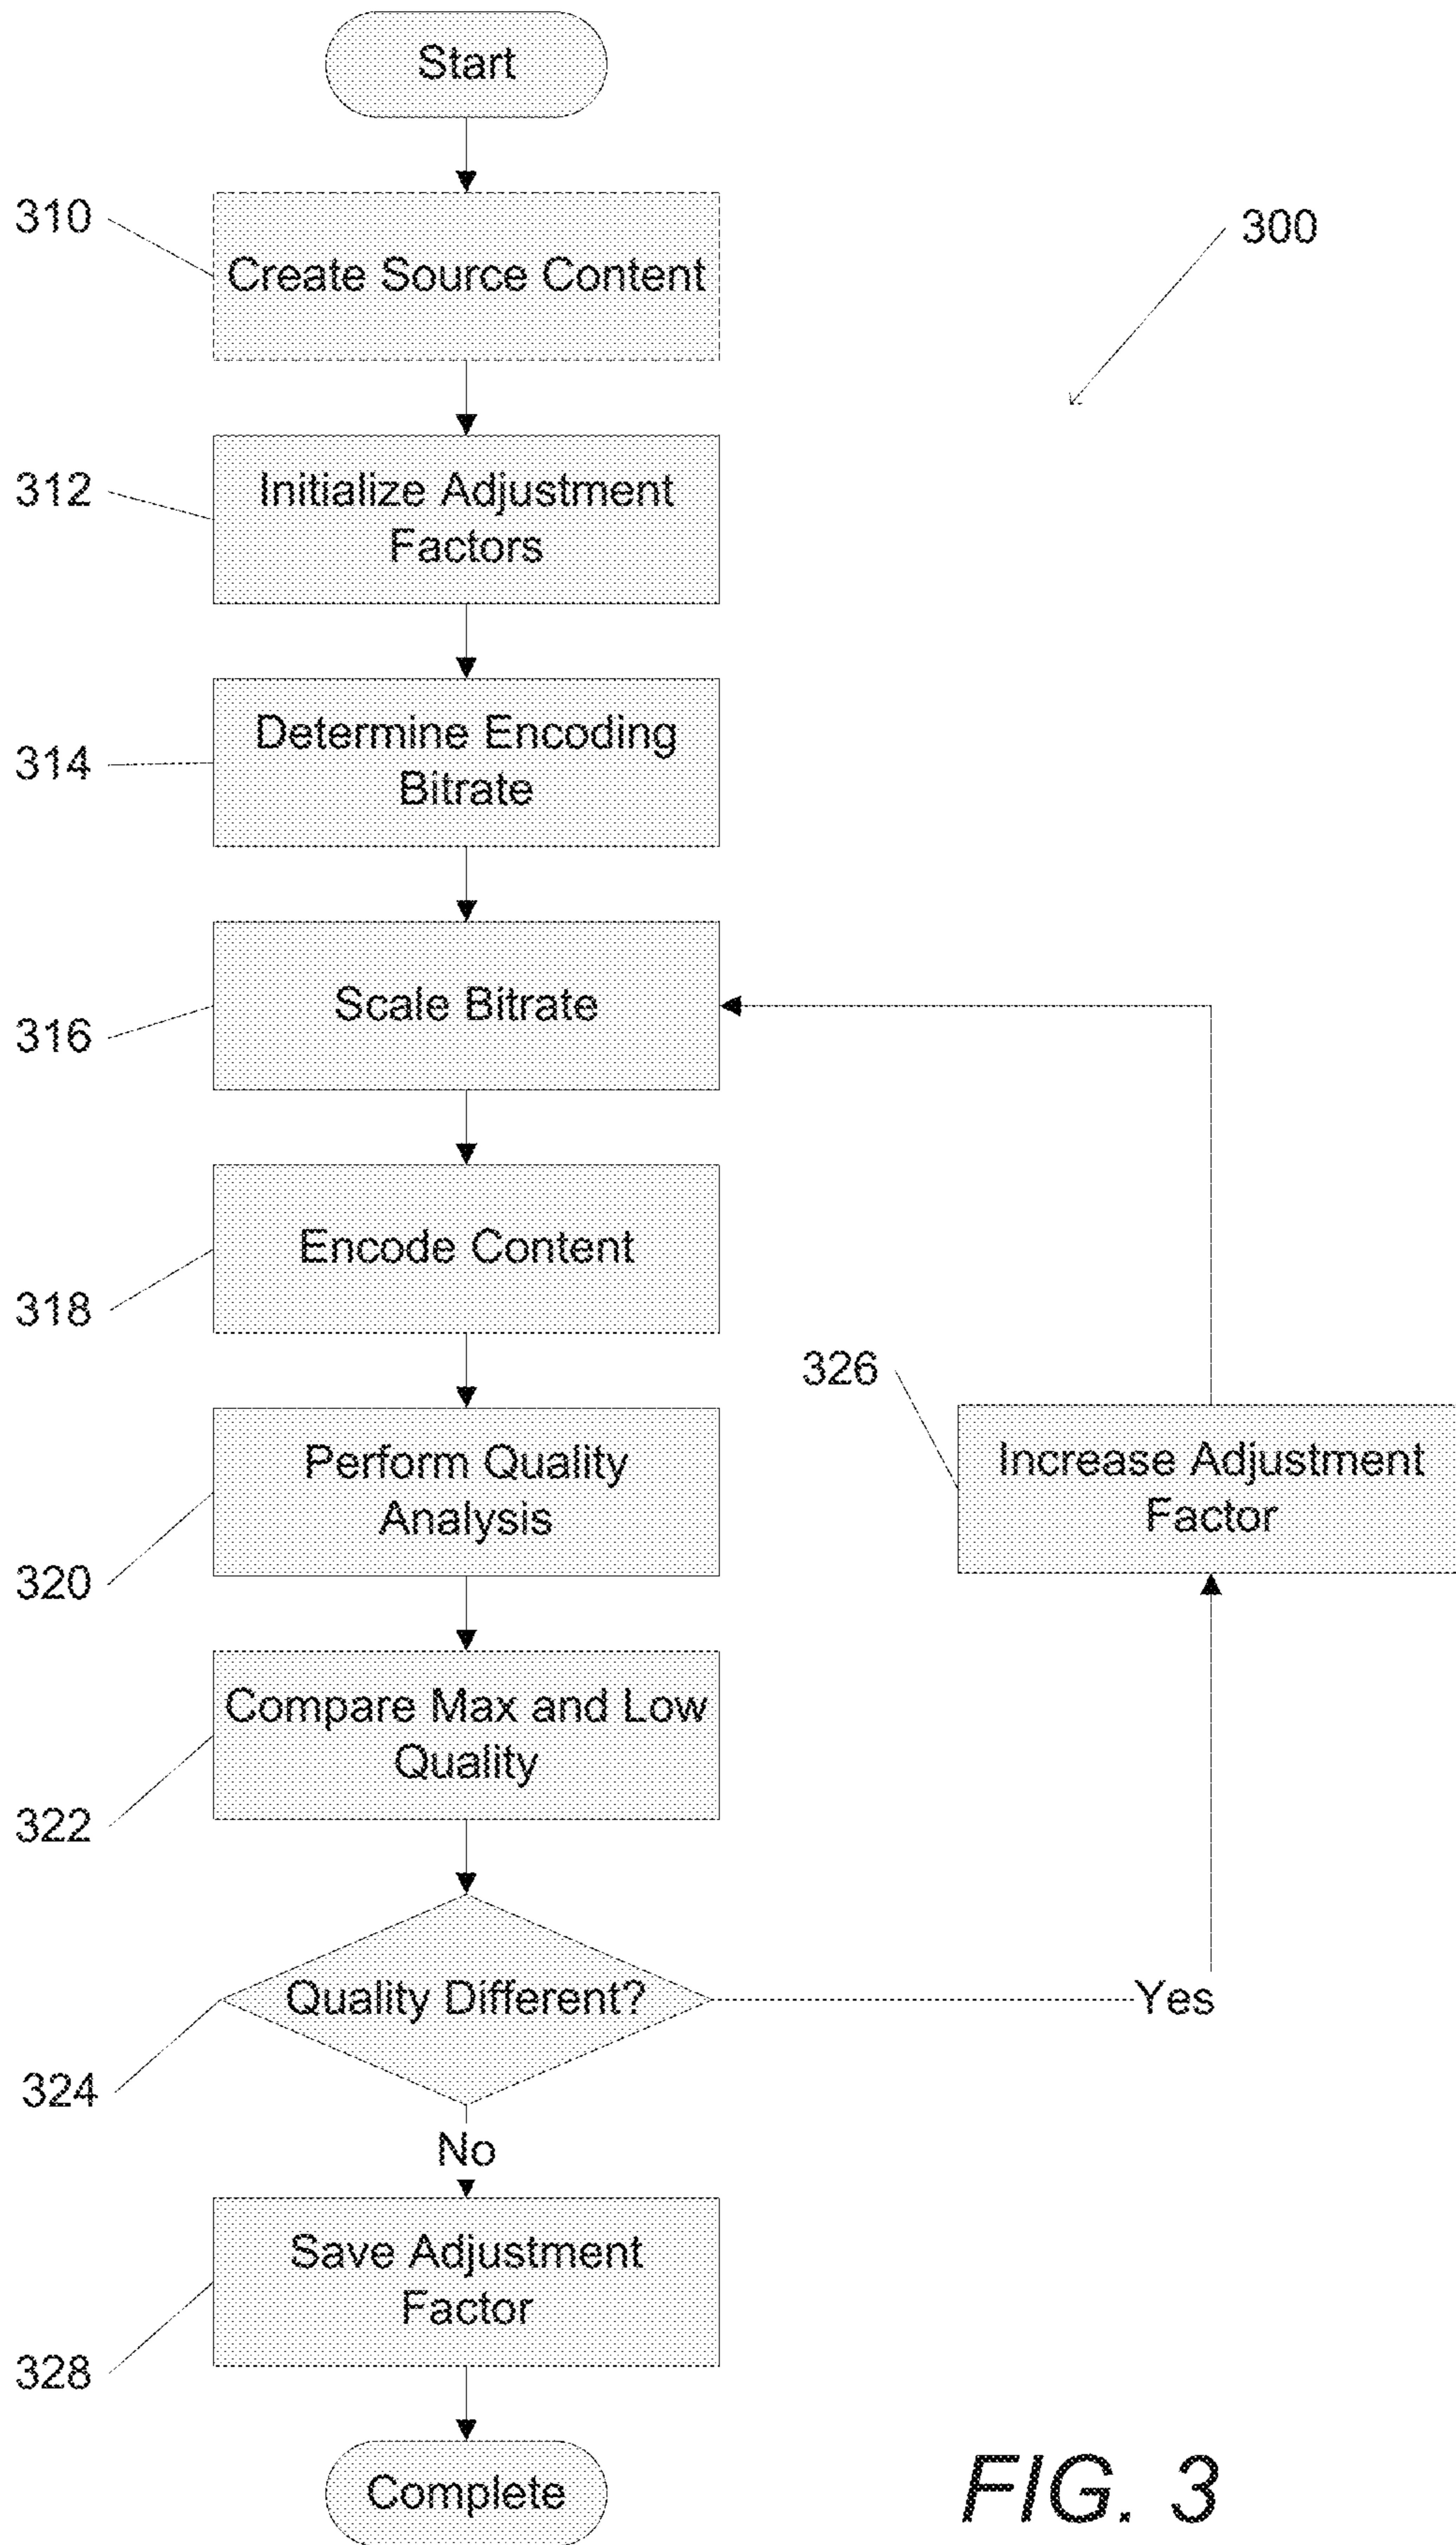 Start
310
Create Source Content
300
312
Initialize Adjustment
Factors
314
Determine Encoding
Bitrate
316
Scale Bitrate
318
Encode Content
320
Perform Quality
Analysis
326
Increase Adjustment
Factor
322
Compare Max and Low
Quality
324
Quality Different?
Yes
No
328
Save Adjustment
Factor
Complete
FIG. 3